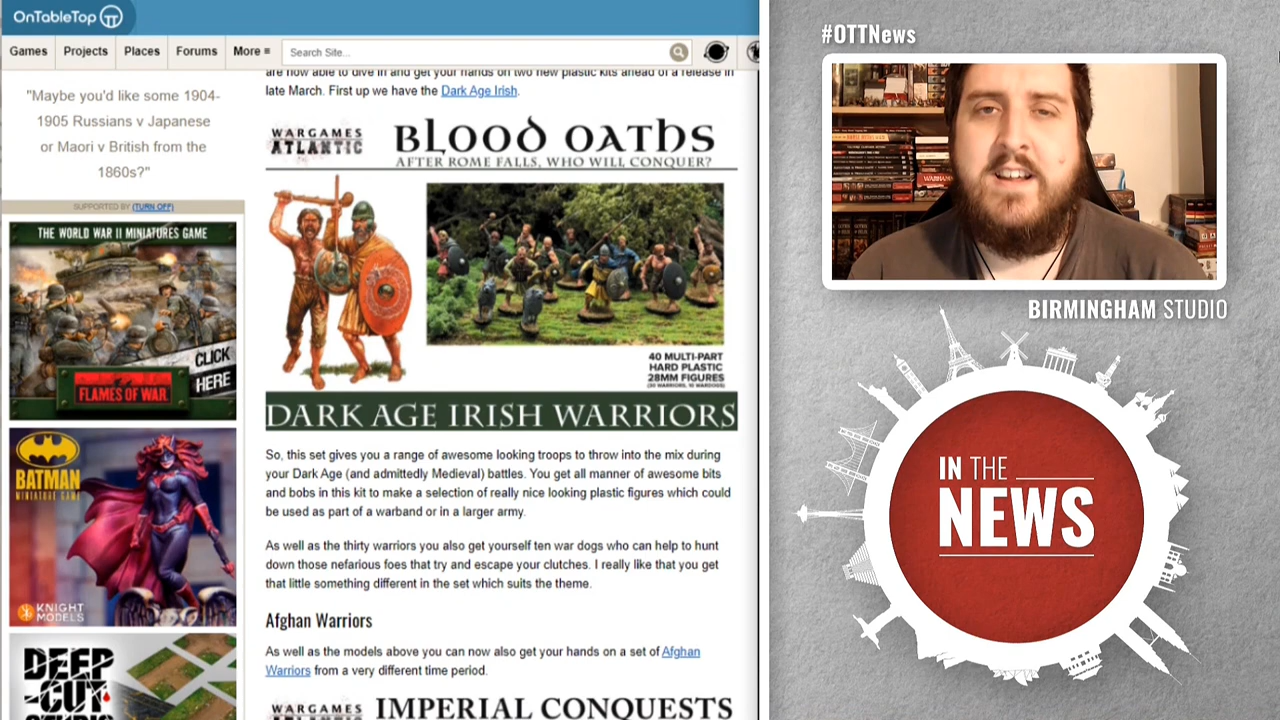 OnTableTop
Games Projects Places Forums More ≡ Search Site...
"Maybe you'd like some 1904-
1905 Russians v Japanese
or Maori v British in the
1860s?"
SUPPORTED BY (TURN OFF)
THE WORLD WAR II MINIATURES GAME
CLICK
HERE
FLAMES OF WAR
BATMAN
MINIATURE GAME
KNIGHT
MODELS
DEEP
-CUT
STUDIO
are now able to dive in and get your hands on two new plastic kits ahead of a release in
late March. First up we have the Dark Age Irish.
WARGAMES
ATLANTIC
BLOOD OATHS
AFTER ROME FALLS, WHO WILL CONQUER?
40 MULTI-PART
HARD PLASTIC
28MM FIGURES
(30 WARRIORS, 10 WARDOGS)
DARK AGE IRISH WARRIORS
So, this set gives you a range of awesome looking troops to throw into the mix during
your Dark Age (and admittedly Medieval) battles. You get all manner of awesome bits
and bobs in this kit to make a selection of really nice looking plastic figures which could
be used as part of a warband or in a larger army.
As well as the thirty warriors you also get yourself ten war dogs who can help to hunt
down those nefarious foes that try and escape your clutches. I really like that you get
that little something different in the set which suits the theme.
Afghan Warriors
As well as the models above you can now also get your hands on a set of Afghan
Warriors from a very different time period.
WARGAMES
ATLANTIC
IMPERIAL CONQUESTS
#OTTNews
BIRMINGHAM STUDIO
IN THE
NEWS